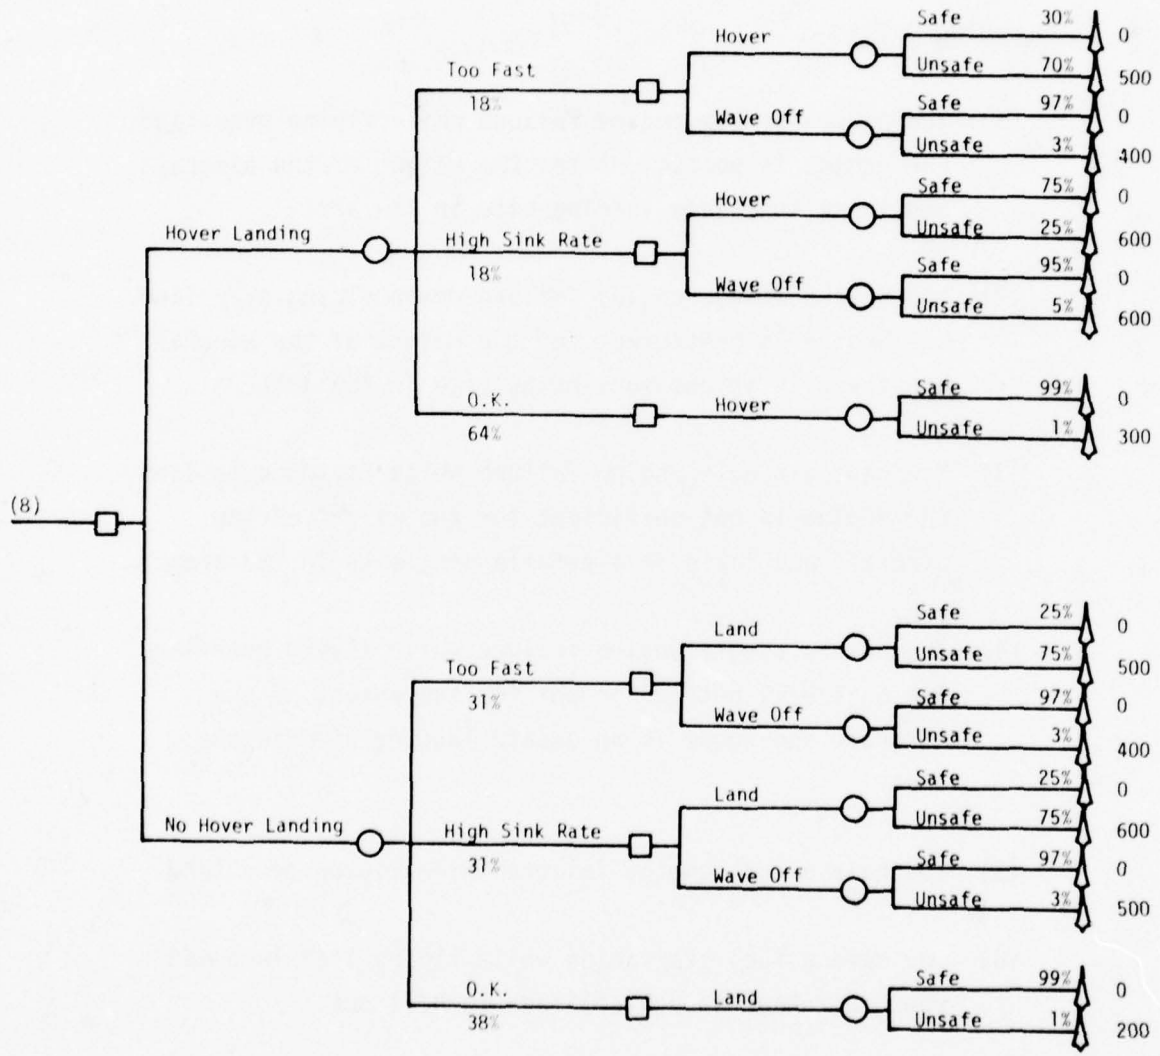 Safe 30% 0
Hover
Unsafe 70% 500
Too Fast
18%
Safe 97% 0
Wave Off
Unsafe 3% 400
Safe 75% 0
Hover
Unsafe 25% 600
Hover Landing
High Sink Rate
18%
Safe 95% 0
Wave Off
Unsafe 5% 600
O.K.
64%
Hover
Safe 99% 0
Unsafe 1% 300
(8)
Safe 25% 0
Land
Unsafe 75% 500
Too Fast
31%
Safe 97% 0
Wave Off
Unsafe 3% 400
Safe 25% 0
Land
Unsafe 75% 600
No Hover Landing
High Sink Rate
31%
Safe 97% 0
Wave Off
Unsafe 3% 500
O.K.
38%
Land
Safe 99% 0
Unsafe 1% 200